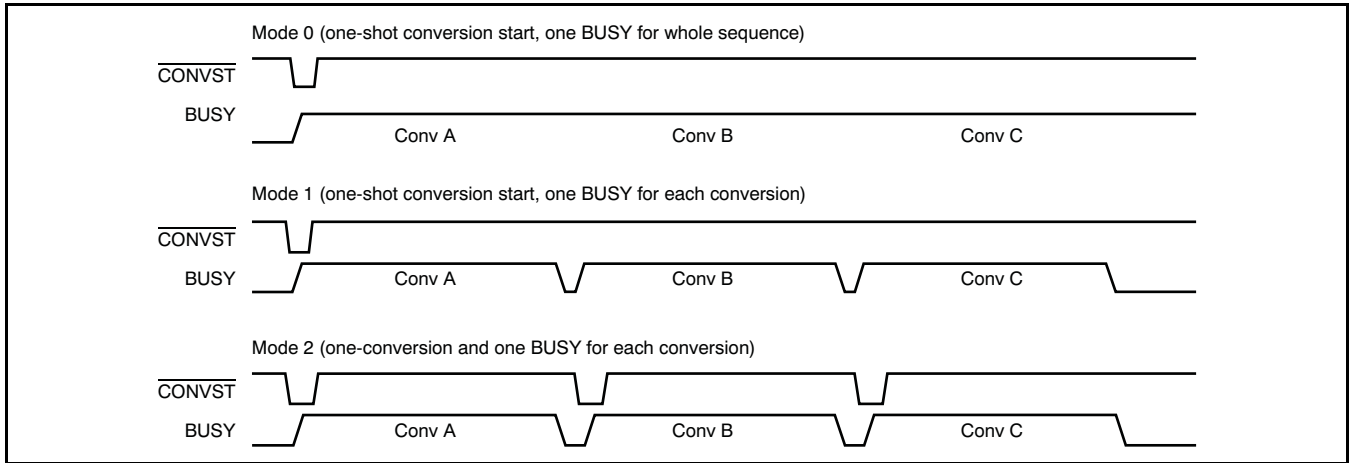 Mode 0 (one-shot conversion start, one BUSY for whole sequence)
CONVST
BUSY
Conv A Conv B Conv C
Mode 1 (one-shot conversion start, one BUSY for each conversion)
CONVST
BUSY Conv A Conv B Conv C
Mode 2 (one-conversion and one BUSY for each conversion)
CONVST
BUSY Conv A Conv B Conv C